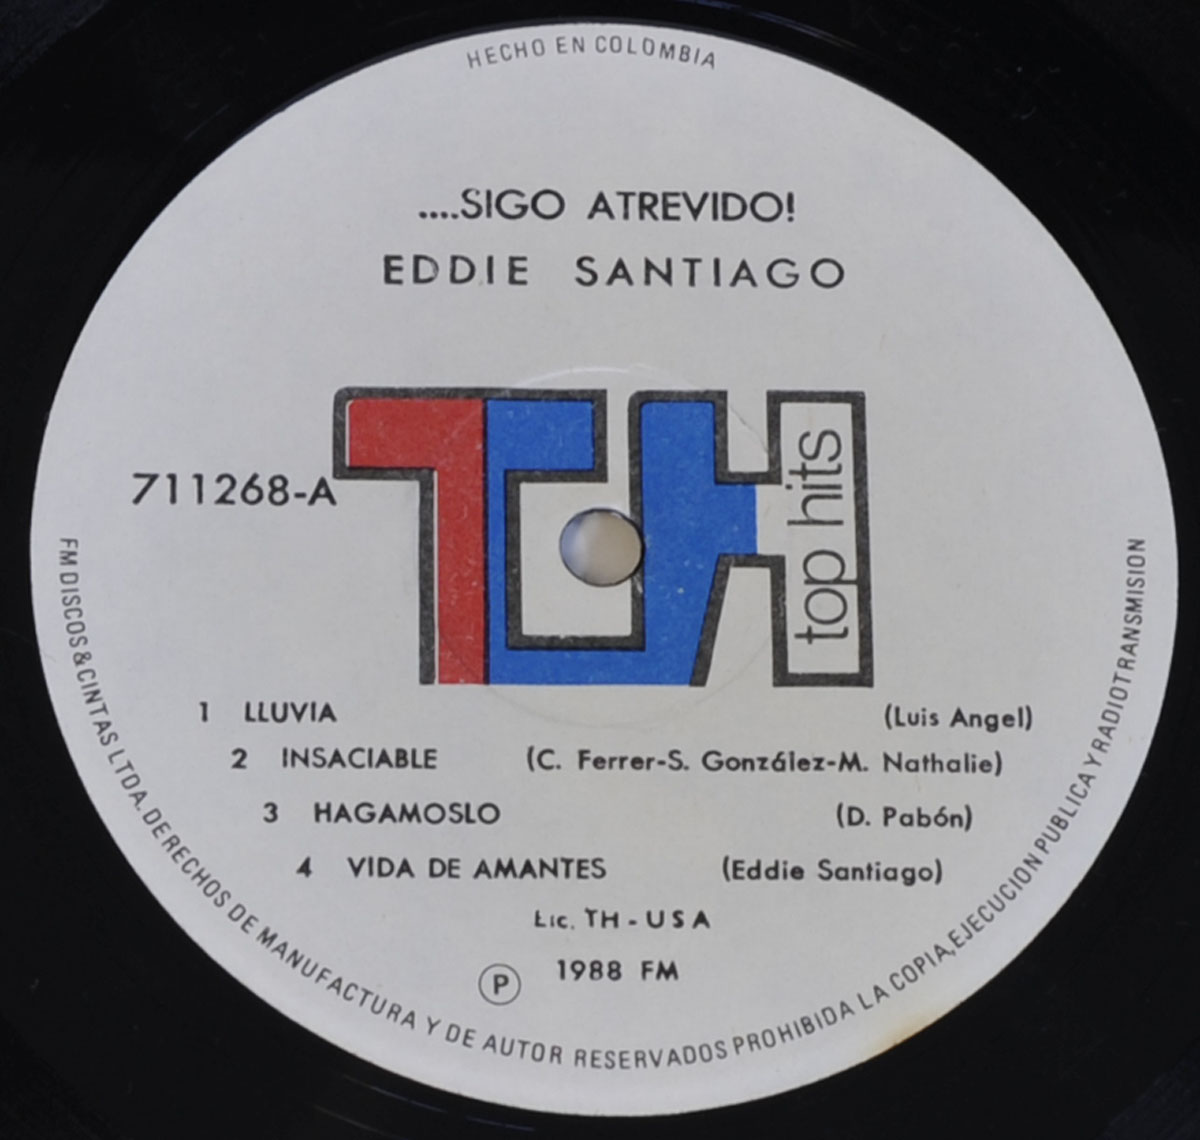 HECHO EN COLOMBIA
....SIGO ATREVIDO!
EDDIE SANTIAGO
TH
top hits
711268-A
1 LLUVIA (Luis Angel)
2 INSACIABLE (C. Ferrer-S. González-M. Nathalie)
3 HAGAMOSLO (D. Pabón)
4 VIDA DE AMANTES (Eddie Santiago)
Lic. TH - USA
Ⓟ 1988 FM
FM DISCOS & CINTAS LTDA. DERECHOS DE MANUFACTURA Y DE AUTOR RESERVADOS PROHIBIDA LA COPIA, EJECUCION PUBLICA Y RADIOTRANSMISION